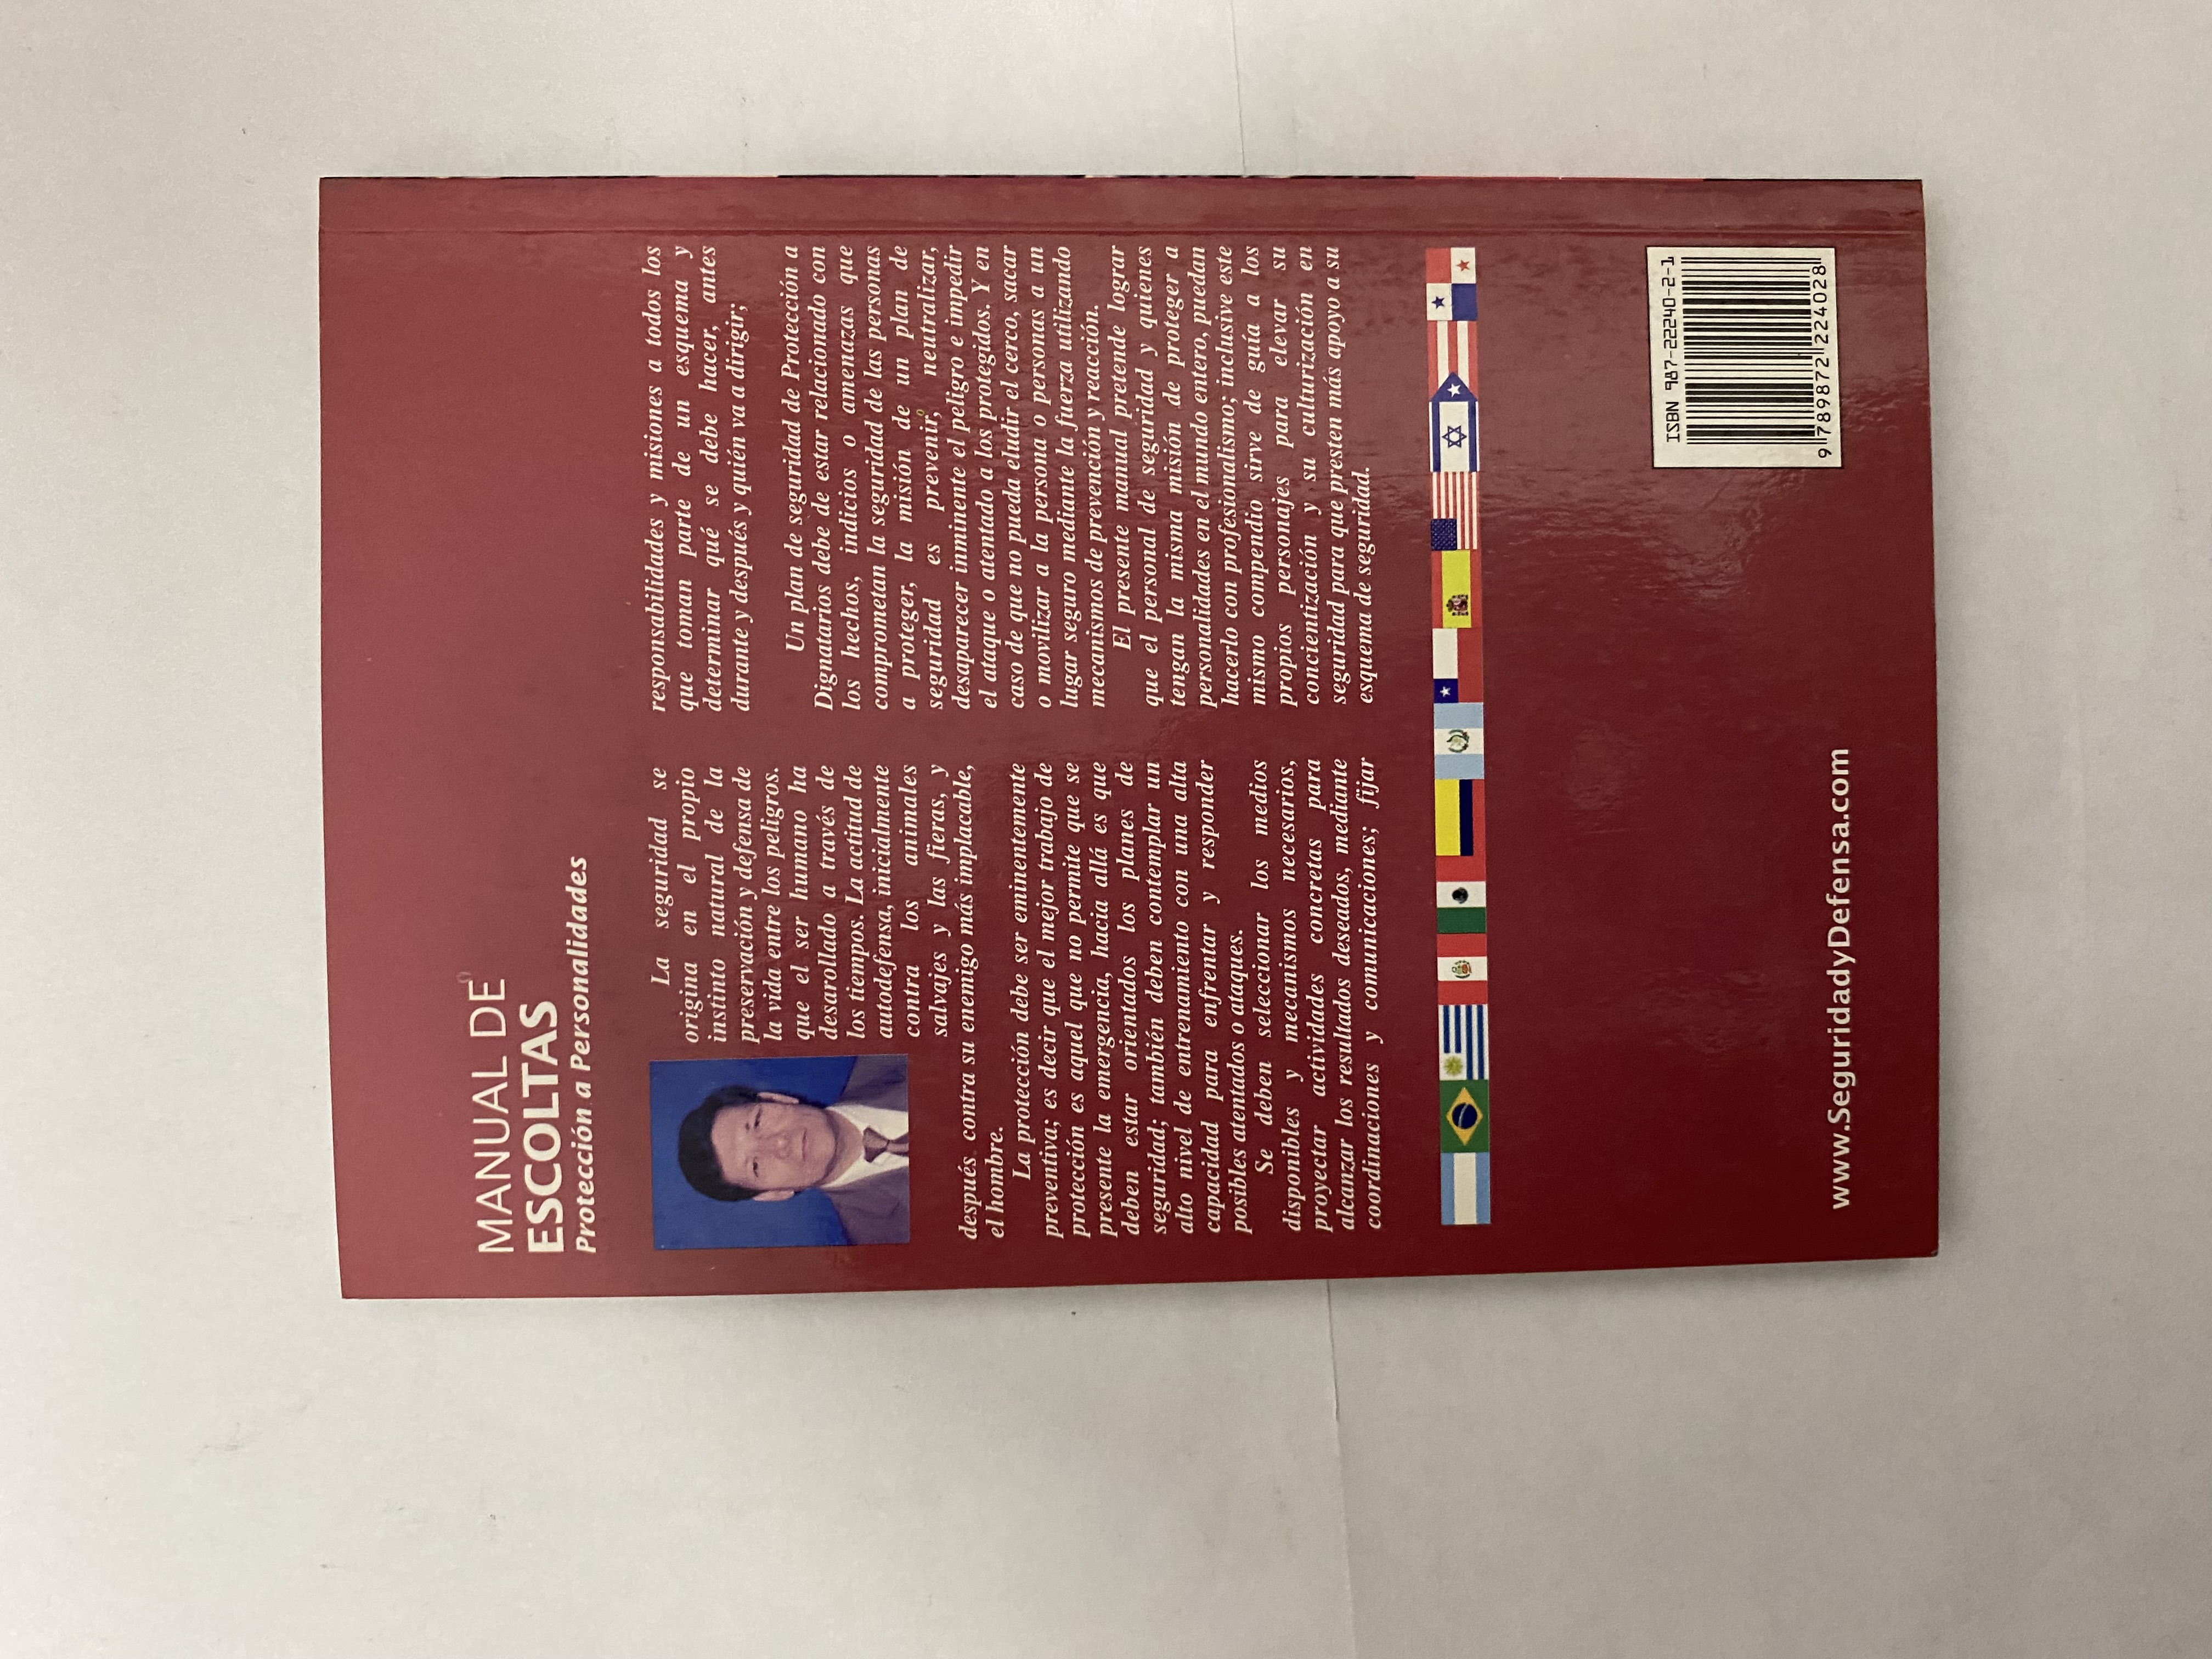 MANUAL DE
ESCOLTAS
Protección a Personalidades
La seguridad se
origina en el propio
instinto natural de la
preservación y defensa de
la vida entre los peligros.
que el ser humano ha
desarollado a través de
los tiempos. La actitud de
autodefensa, inicialmente
contra los animales
salvajes y las fieras, y
después contra su enemigo más implacable,
el hombre.
La protección debe ser eminentemente
preventiva; es decir que el mejor trabajo de
protección es aquel que no permite que se
presente la emergencia, hacia allá es que
deben estar orientados los planes de
seguridad; también deben contemplar un
alto nivel de entrenamiento con una alta
capacidad para enfrentar y responder
posibles atentados o ataques.
Se deben seleccionar los medios
disponibles y mecanismos necesarios,
proyectar actividades concretas para
alcanzar los resultados deseados, mediante
coordinaciones y comunicaciones; fijar
responsabilidades y misiones a todos los
que toman parte de un esquema y
determinar qué se debe hacer, antes
durante y después y quién va a dirigir;
Un plan de seguridad de Protección a
Dignatarios debe de estar relacionado con
los hechos, indicios o amenazas que
comprometan la seguridad de las personas
a proteger, la misión de un plan de
seguridad es prevenir, neutralizar,
desaparecer inminente el peligro e impedir
el ataque o atentado a los protegidos. Y en
caso de que no pueda eludir el cerco, sacar
o movilizar a la persona o personas a un
lugar seguro mediante la fuerza utilizando
mecanismos de prevención y reacción.
El presente manual pretende lograr
que el personal de seguridad y quienes
tengan la misma misión de proteger a
personalidades en el mundo entero, puedan
hacerlo con profesionalismo; inclusive este
mismo compendio sirve de guía a los
propios personajes para elevar su
concientización y su culturización en
seguridad para que presten más apoyo a su
esquema de seguridad.
ISBN 987-22240-2-1
9 789872 224028
www.SeguridadyDefensa.com